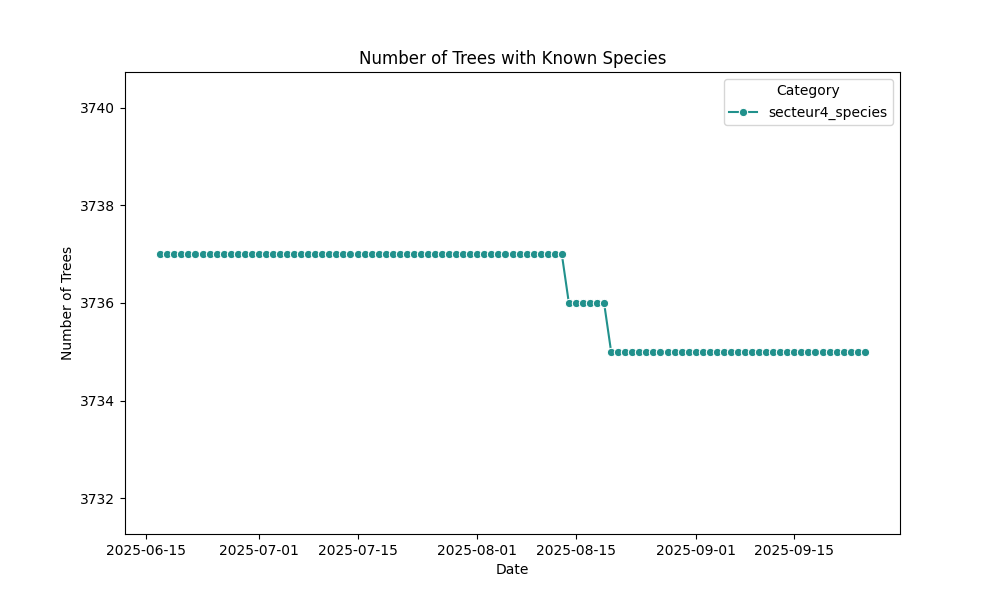 Number of Trees with Known Species
Category
secteur4_species
Number of Trees
3740
3738
3736
3734
3732
2025-06-15 2025-07-01 2025-07-15 2025-08-01 2025-08-15 2025-09-01 2025-09-15
Date